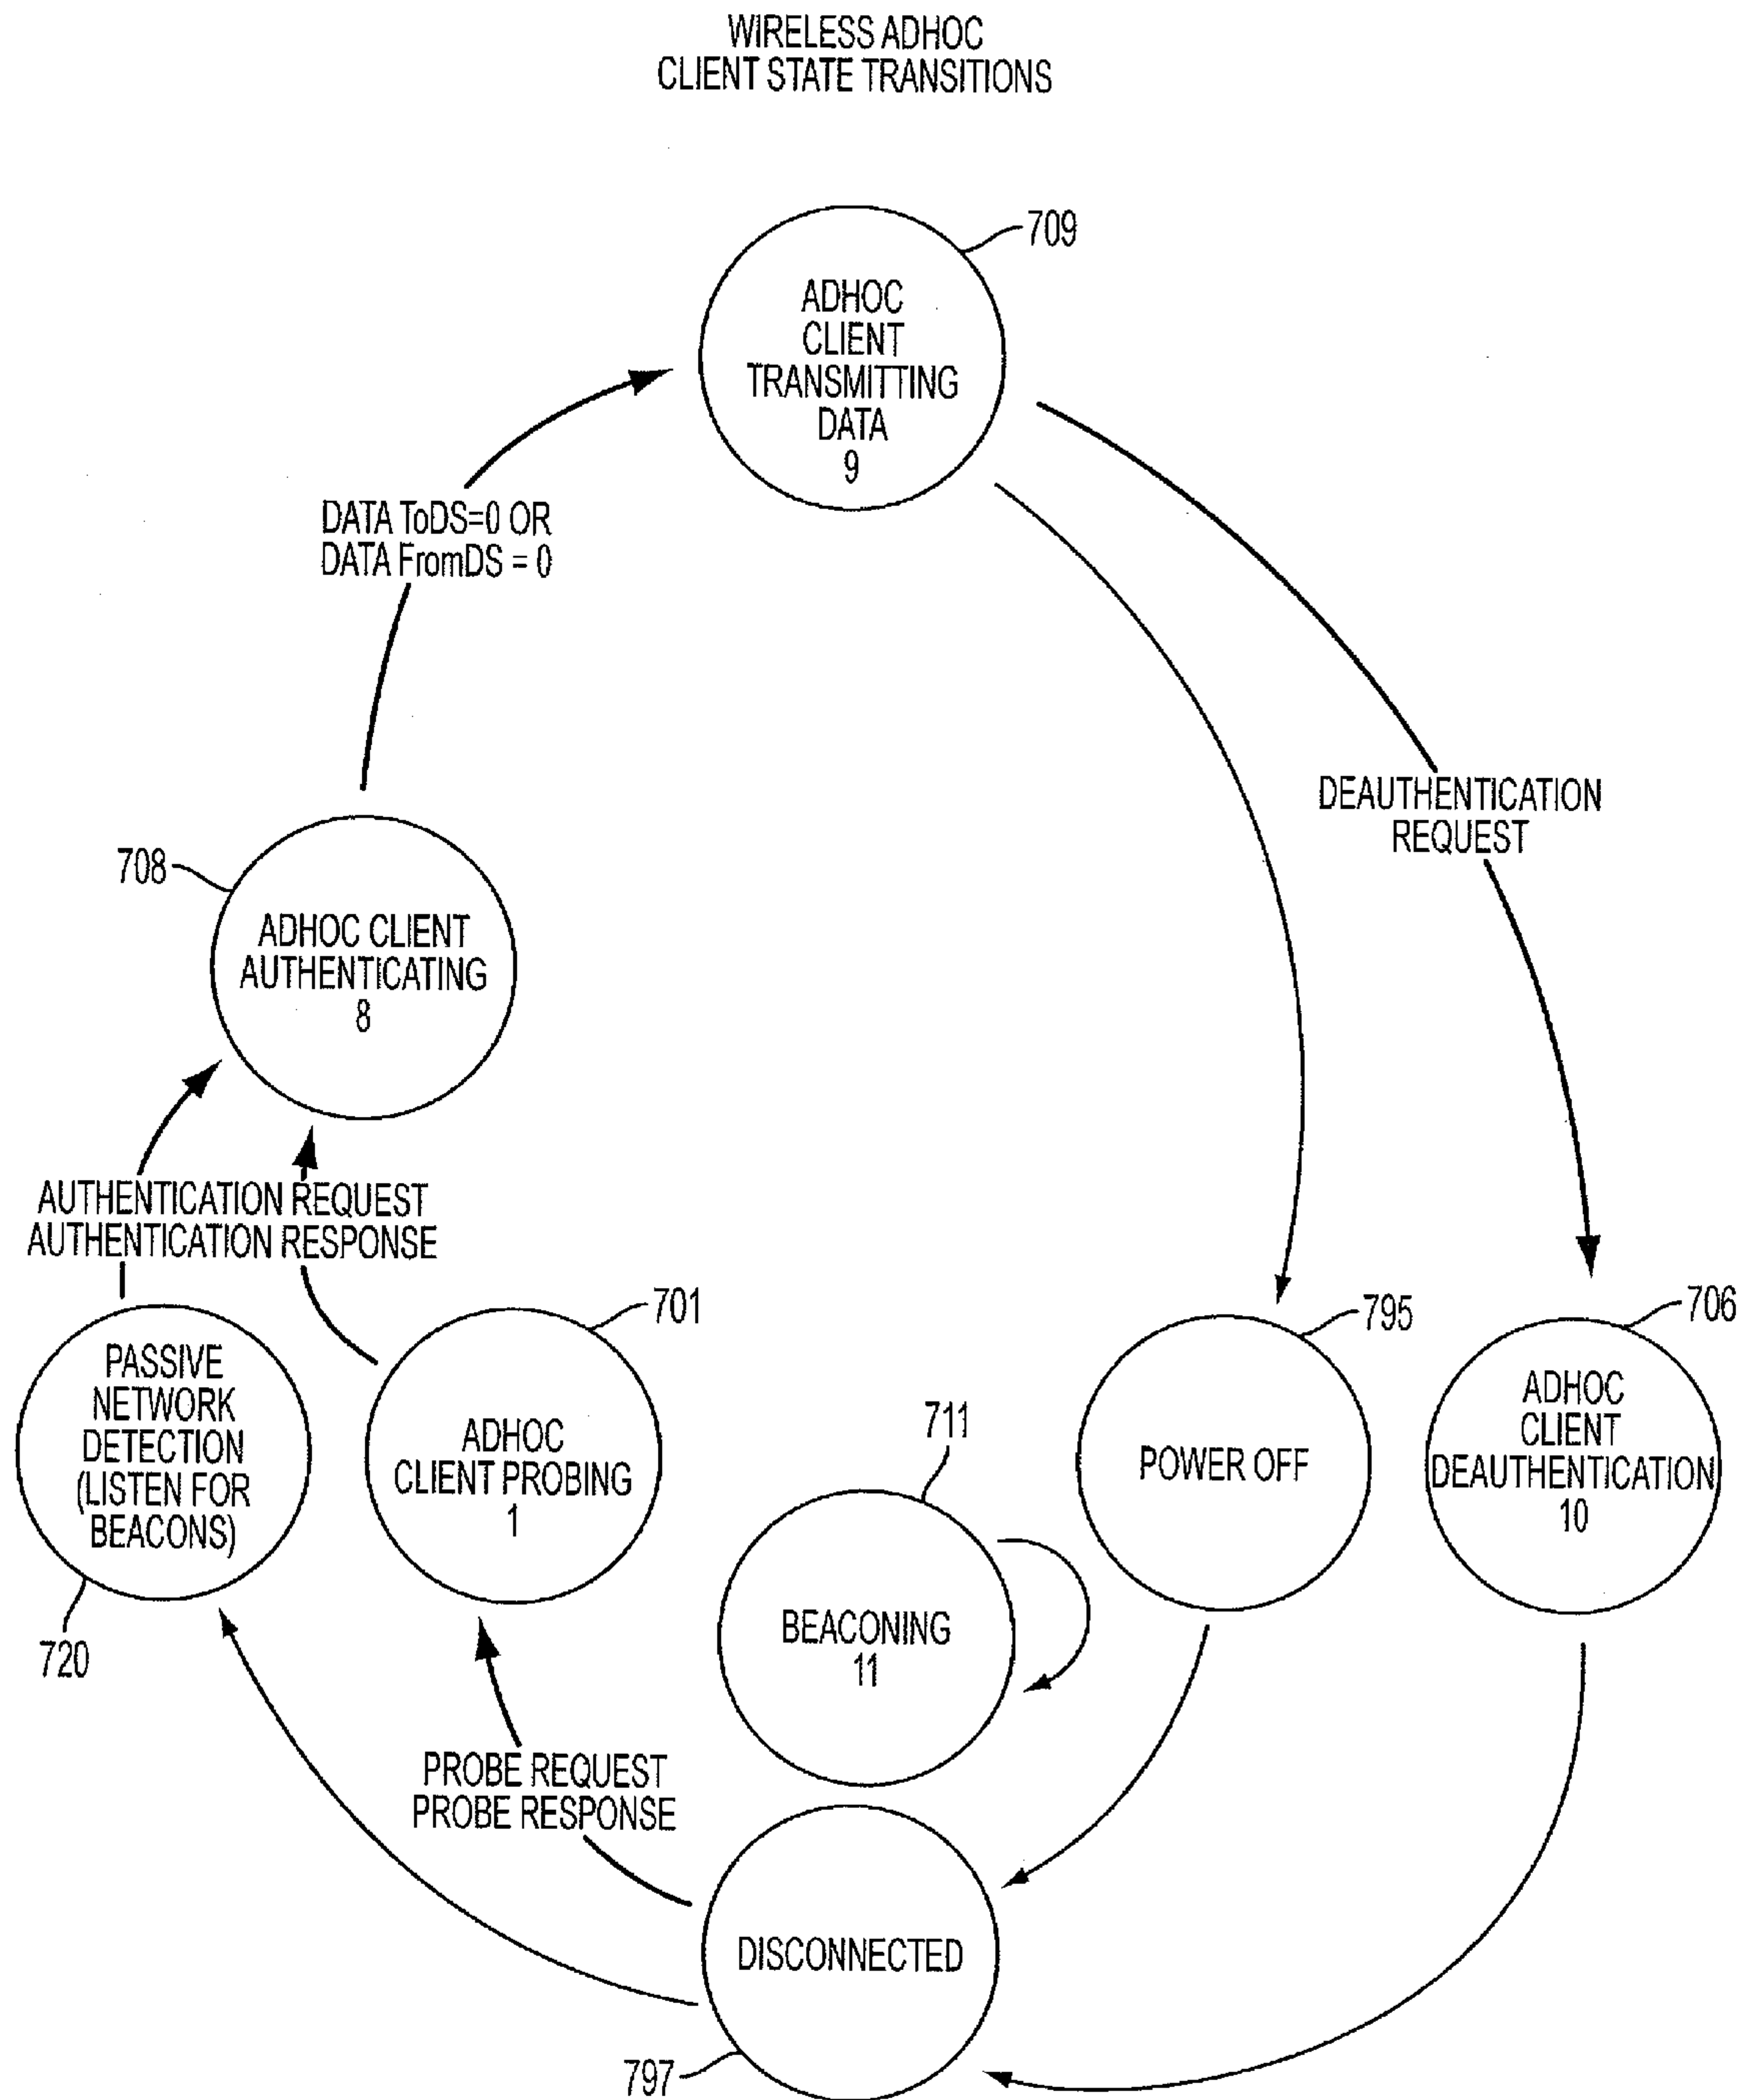 WIRELESS ADHOC
CLIENT STATE TRANSITIONS
709
ADHOC
CLIENT
TRANSMITTING
DATA
9
DATA ToDS=0 OR
DATA FromDS = 0
DEAUTHENTICATION
REQUEST
708
ADHOC CLIENT
AUTHENTICATING
8
AUTHENTICATION REQUEST
AUTHENTICATION RESPONSE
PASSIVE
NETWORK
DETECTION
(LISTEN FOR
BEACONS)
720
701
ADHOC
CLIENT PROBING
1
711
BEACONING
11
795
POWER OFF
706
ADHOC
CLIENT
DEAUTHENTICATION
10
PROBE REQUEST
PROBE RESPONSE
DISCONNECTED
797